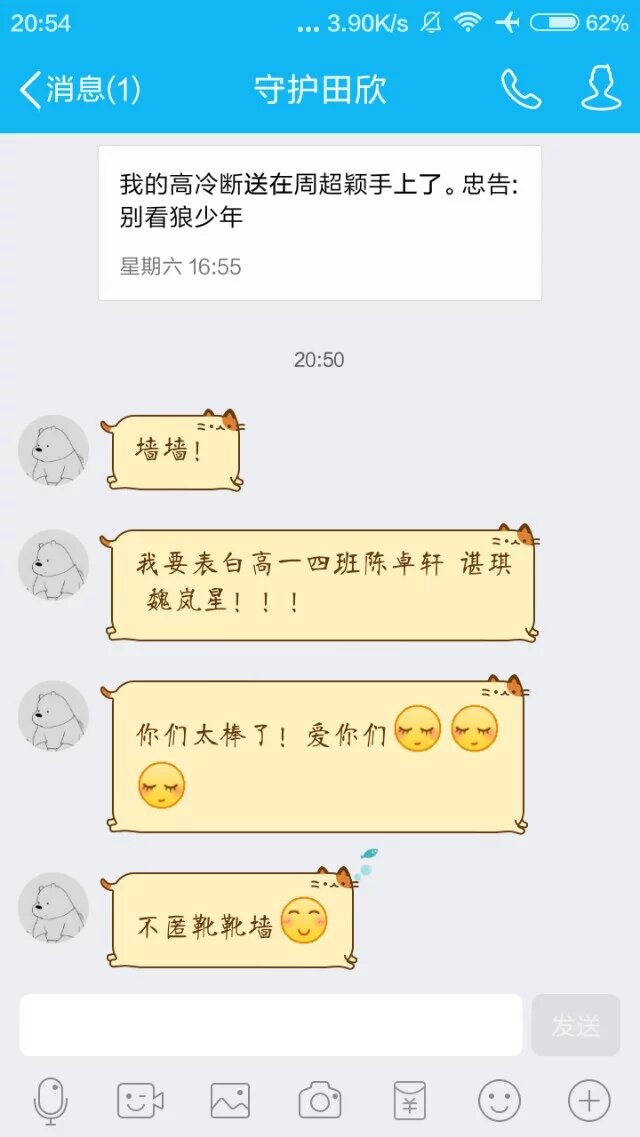 20:54
... 3.90K/s
62%
消息(1)
守护田欣
我的高冷断送在周超颖手上了。忠告:
别看狼少年
星期六 16:55
20:50
墙墙！
我要表白高一四班陈卓轩 谌琪
魏岚星！！！
你们太棒了！爱你们
不匿靴靴墙
发送